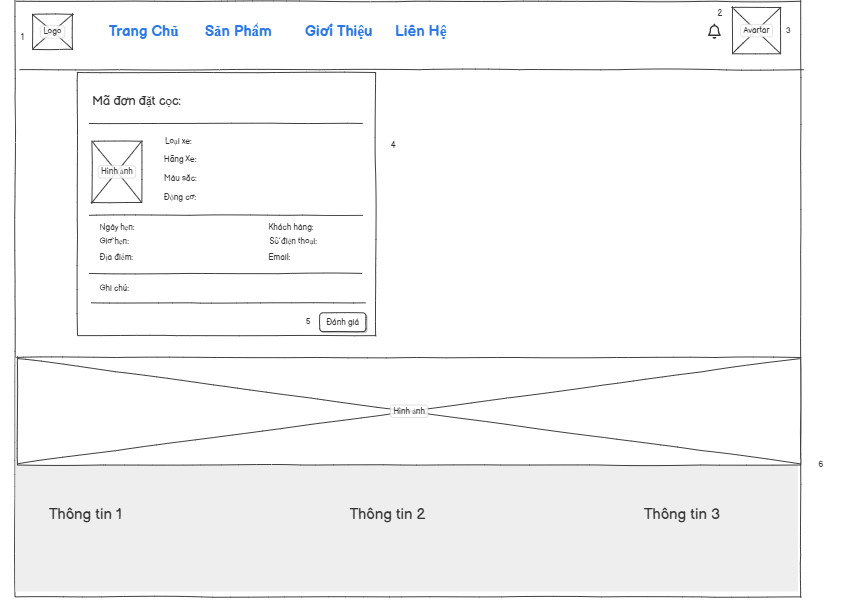 1 Logo Trang Chủ Sản Phẩm Giới Thiệu Liên Hệ 2 Avartar 3
Mã đơn đặt cọc:
4
Hình ảnh
Loại xe:
Hãng Xe:
Màu sắc:
Động cơ:
Ngày hẹn: Khách hàng:
Giờ hẹn: Số điện thoại:
Địa điểm: Email:
Ghi chú:
5 Đánh giá
Hình ảnh
6
Thông tin 1 Thông tin 2 Thông tin 3